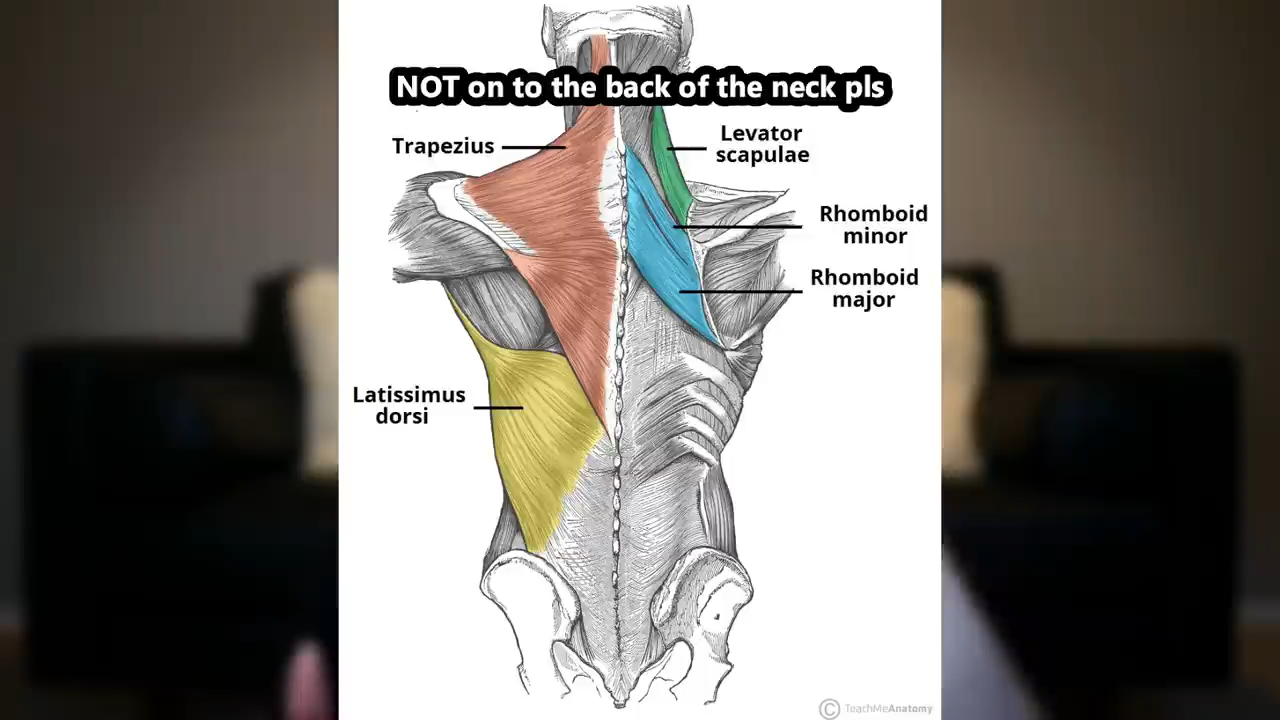 NOT on to the back of the neck pls
Trapezius
Levator
scapulae
Rhomboid
minor
Rhomboid
major
Latissimus
dorsi
© TeachMeAnatomy